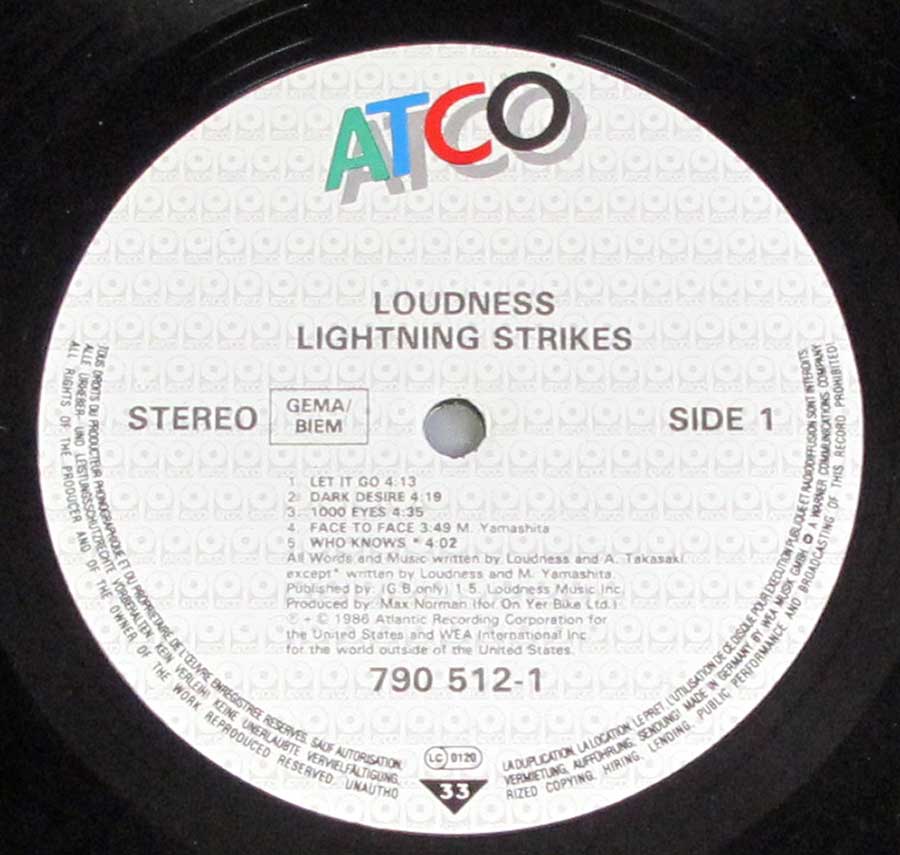 ATCO
LOUDNESS
LIGHTNING STRIKES
STEREO
GEMA/
BIEM
SIDE 1
1. LET IT GO 4:13
2. DARK DESIRE 4:19
3. 1000 EYES 4:35
4. FACE TO FACE 3:49 M. Yamashita
5. WHO KNOWS * 4:02
All Words and Music written by Loudness and A. Takasaki
except* written by Loudness and M. Yamashita.
Published by: (G.B.only) 1-5. Loudness Music Inc.
Produced by: Max Norman (for On Yer Bike Ltd.)
℗ + © 1986 Atlantic Recording Corporation for
the United States and WEA International Inc.
for the world outside of the United States.
790 512-1
TOUS DROITS DU PRODUCTEUR PHONOGRAPHIQUE ET DU PROPRIETAIRE DE L'ŒUVRE ENREGISTREE RESERVES. SAUF AUTORISATION, LA DUPLICATION, LA LOCATION, LE PRET, L'UTILISATION DE CE DISQUE POUR EXECUTION PUBLIQUE ET RADIODIFFUSION SONT INTERDITS.
ALLE URHEBER- UND LEISTUNGSSCHUTZRECHTE VORBEHALTEN. KEIN VERLEIH! KEINE UNERLAUBTE VERVIELFÄLTIGUNG, VERMIETUNG, AUFFÜHRUNG, SENDUNG! MADE IN GERMANY BY WEA MUSIK GMBH. A WARNER COMMUNICATIONS COMPANY
ALL RIGHTS OF THE PRODUCER AND OF THE OWNER OF THE WORK REPRODUCED RESERVED. UNAUTHORIZED COPYING, HIRING, LENDING, PUBLIC PERFORMANCE AND BROADCASTING OF THIS RECORD PROHIBITED!
LC 0120
33